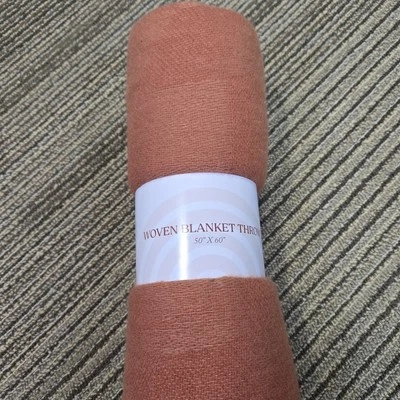 WOVEN BLANKET THROW
50" X 60"